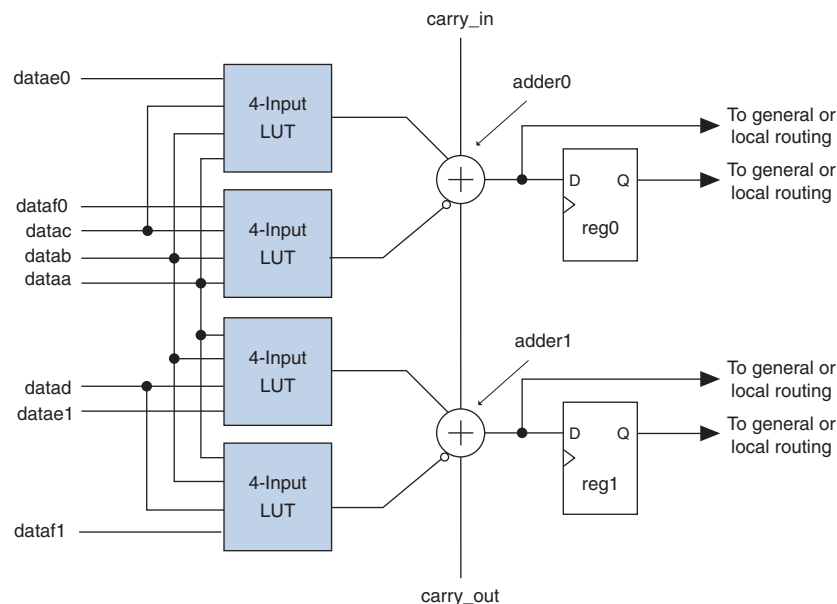 carry_in
datae0
4-Input
LUT
adder0
To general or
local routing
D
Q
reg0
To general or
local routing
dataf0
datac
datab
dataa
4-Input
LUT
4-Input
LUT
adder1
datad
datae1
To general or
local routing
D
Q
reg1
To general or
local routing
4-Input
LUT
dataf1
carry_out